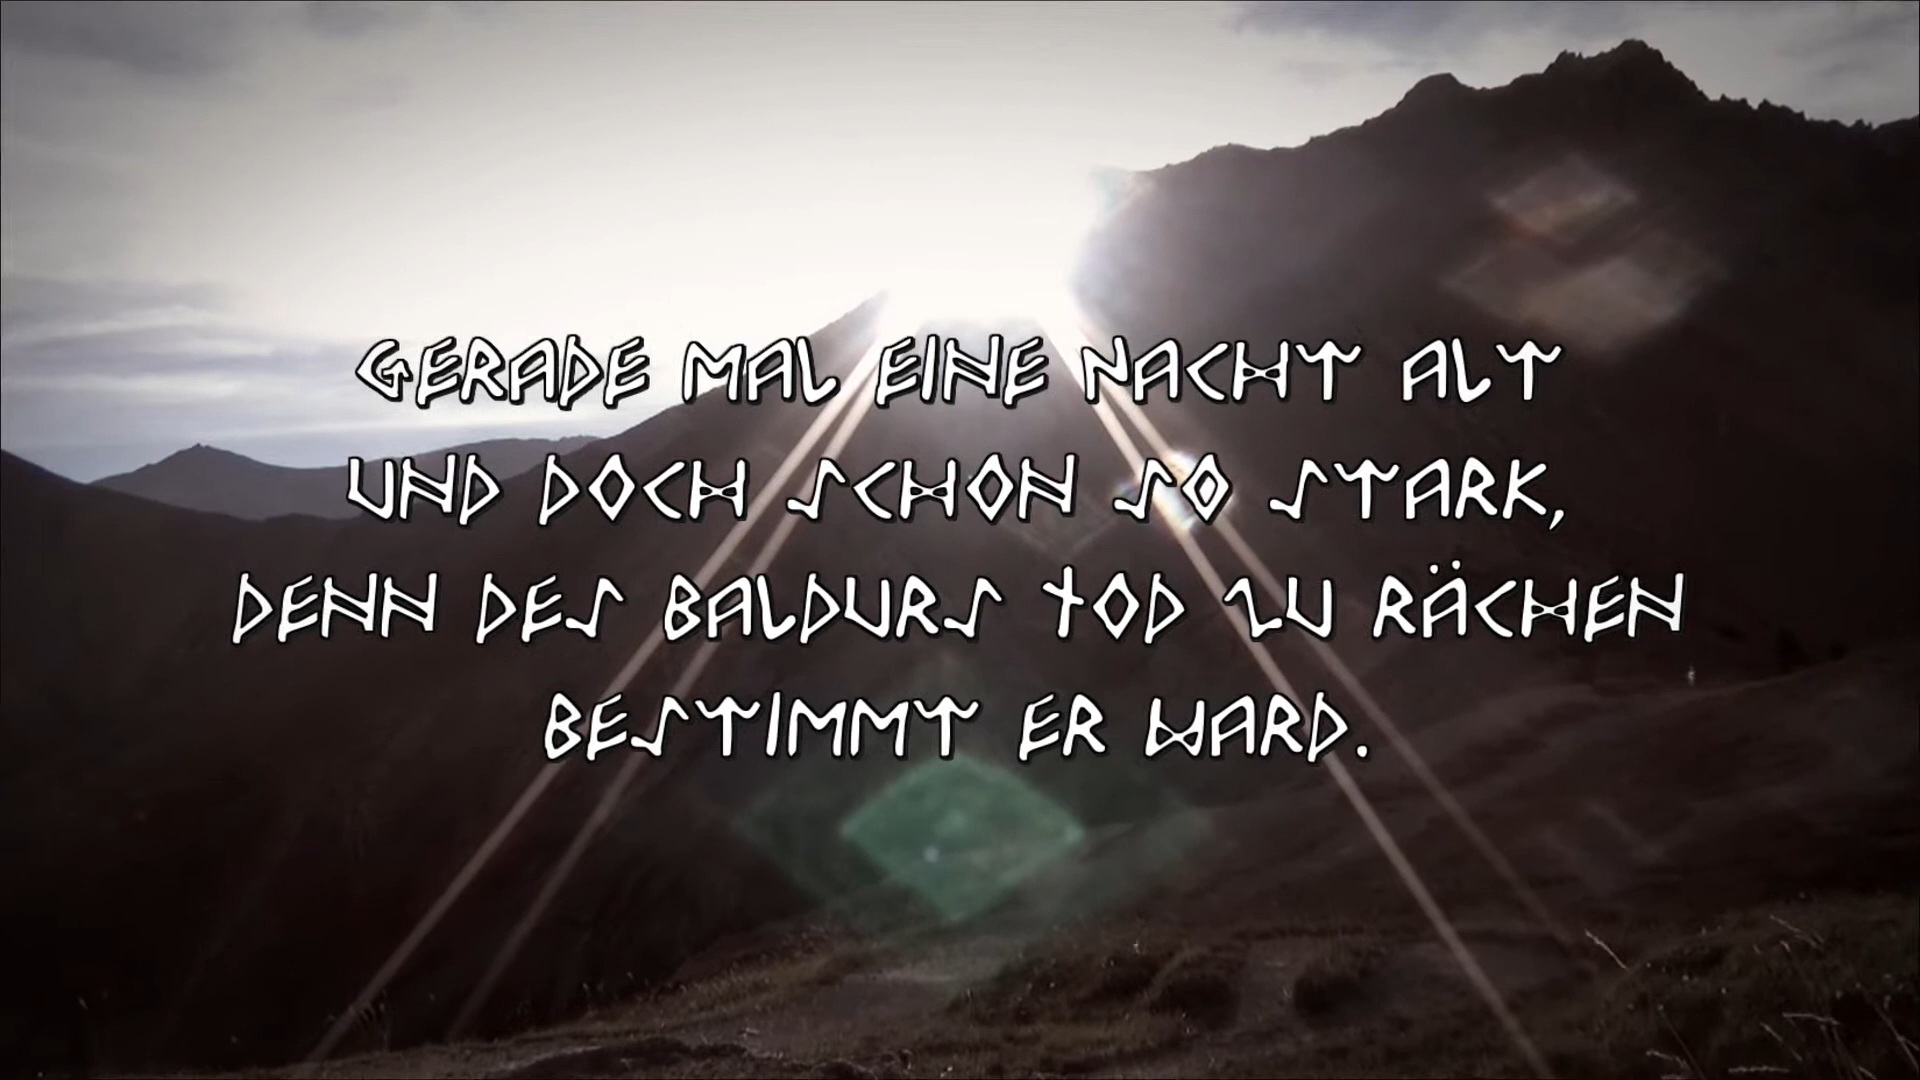 GERADE MAL EINE NACHT ALT
UND DOCH SCHON SO STARK,
DENN DES BALDURS TOD ZU RÄCHEN
BESTIMMT ER WARD.